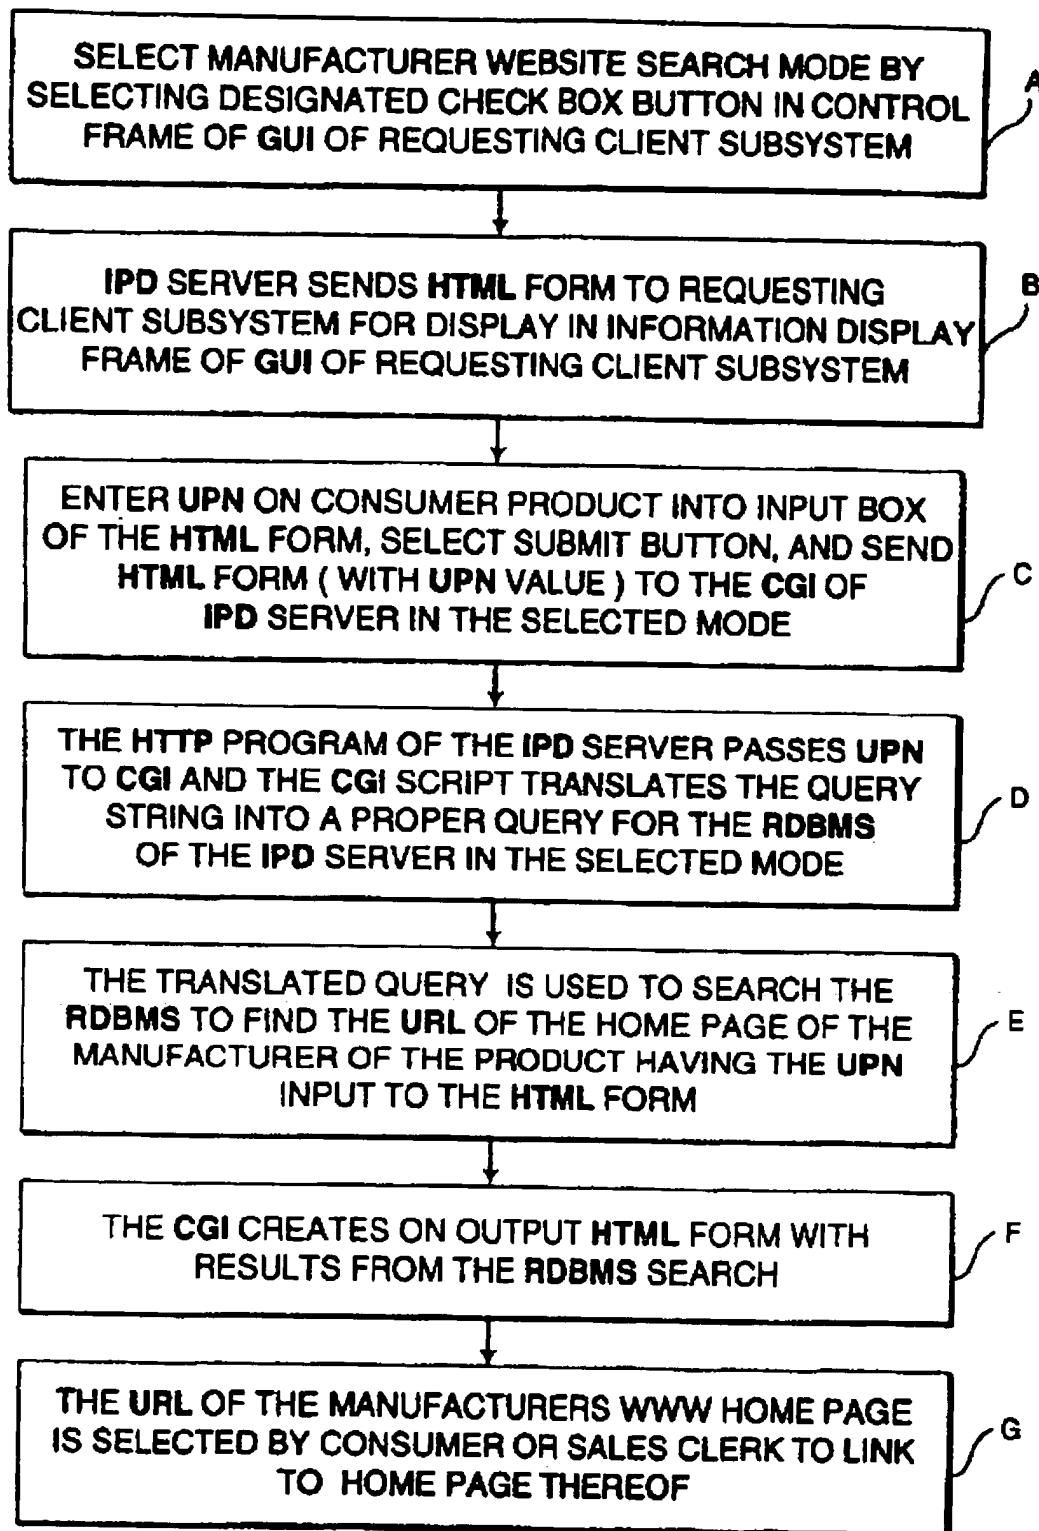 SELECT MANUFACTURER WEBSITE SEARCH MODE BY
SELECTING DESIGNATED CHECK BOX BUTTON IN CONTROL
FRAME OF GUI OF REQUESTING CLIENT SUBSYSTEM
A
IPD SERVER SENDS HTML FORM TO REQUESTING
CLIENT SUBSYSTEM FOR DISPLAY IN INFORMATION DISPLAY
FRAME OF GUI OF REQUESTING CLIENT SUBSYSTEM
B
ENTER UPN ON CONSUMER PRODUCT INTO INPUT BOX
OF THE HTML FORM, SELECT SUBMIT BUTTON, AND SEND
HTML FORM ( WITH UPN VALUE ) TO THE CGI OF
IPD SERVER IN THE SELECTED MODE
C
THE HTTP PROGRAM OF THE IPD SERVER PASSES UPN
TO CGI AND THE CGI SCRIPT TRANSLATES THE QUERY
STRING INTO A PROPER QUERY FOR THE RDBMS
OF THE IPD SERVER IN THE SELECTED MODE
D
THE TRANSLATED QUERY IS USED TO SEARCH THE
RDBMS TO FIND THE URL OF THE HOME PAGE OF THE
MANUFACTURER OF THE PRODUCT HAVING THE UPN
INPUT TO THE HTML FORM
E
THE CGI CREATES ON OUTPUT HTML FORM WITH
RESULTS FROM THE RDBMS SEARCH
F
THE URL OF THE MANUFACTURERS WWW HOME PAGE
IS SELECTED BY CONSUMER OR SALES CLERK TO LINK
TO HOME PAGE THEREOF
G